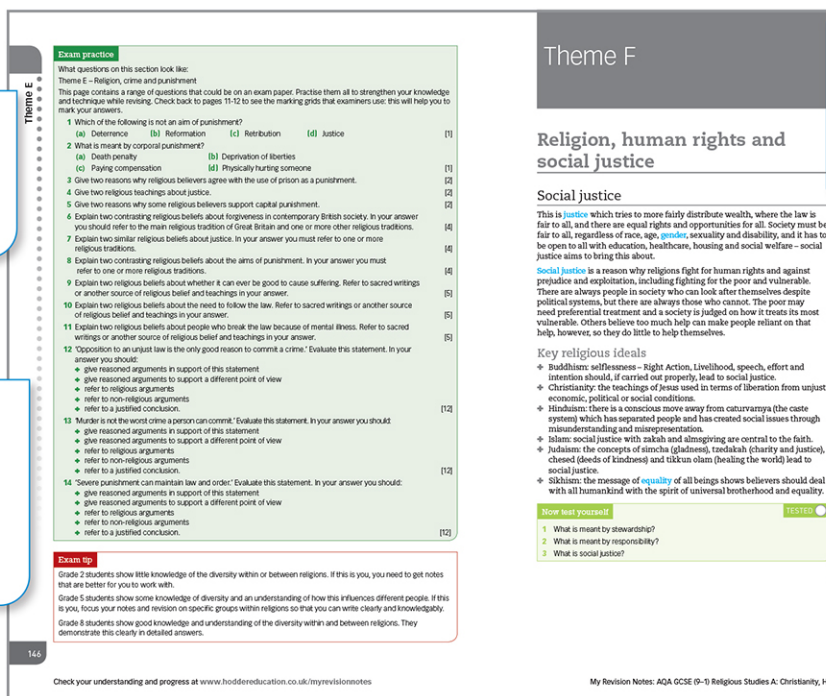 Theme E
Exam practice
What questions on this section look like:
Theme E – Religion, crime and punishment
This page contains a range of questions that could be on an exam paper. Practise them all to strengthen your knowledge
and technique while revising. Check back to pages 11-12 to see the marking grids that examiners use: this will help you to
mark your answers.
1 Which of the following is not an aim of punishment?
(a) Deterrence (b) Reformation (c) Retribution (d) Justice [1]
2 What is meant by corporal punishment?
(a) Death penalty (b) Deprivation of liberties
(c) Paying compensation (d) Physically hurting someone [1]
3 Give two reasons why religious believers agree with the use of prison as a punishment. [2]
4 Give two religious teachings about justice. [2]
5 Give two reasons why some religious believers support capital punishment. [2]
6 Explain two contrasting religious beliefs about forgiveness in contemporary British society. In your answer
you should refer to the main religious tradition of Great Britain and one or more other religious traditions. [4]
7 Explain two similar religious beliefs about justice. In your answer you must refer to one or more
religious traditions. [4]
8 Explain two contrasting religious beliefs about the aims of punishment. In your answer you must
refer to one or more religious traditions. [4]
9 Explain two religious beliefs about whether it can ever be good to cause suffering. Refer to sacred writings
or another source of religious belief and teachings in your answer. [5]
10 Explain two religious beliefs about the need to follow the law. Refer to sacred writings or another source
of religious belief and teachings in your answer. [5]
11 Explain two religious beliefs about people who break the law because of mental illness. Refer to sacred
writings or another source of religious belief and teachings in your answer. [5]
12 'Opposition to an unjust law is the only good reason to commit a crime.' Evaluate this statement. In your
answer you should:
✦ give reasoned arguments in support of this statement
✦ give reasoned arguments to support a different point of view
✦ refer to religious arguments
✦ refer to non-religious arguments
✦ refer to a justified conclusion. [12]
13 'Murder is not the worst crime a person can commit.' Evaluate this statement. In your answer you should:
✦ give reasoned arguments in support of this statement
✦ give reasoned arguments to support a different point of view
✦ refer to religious arguments
✦ refer to non-religious arguments
✦ refer to a justified conclusion. [12]
14 'Severe punishment can maintain law and order.' Evaluate this statement. In your answer you should:
✦ give reasoned arguments in support of this statement
✦ give reasoned arguments to support a different point of view
✦ refer to religious arguments
✦ refer to non-religious arguments
✦ refer to a justified conclusion. [12]
Exam tip
Grade 2 students show little knowledge of the diversity within or between religions. If this is you, you need to get notes
that are better for you to work with.
Grade 5 students show some knowledge of diversity and an understanding of how this influences different people. If this
is you, focus your notes and revision on specific groups within religions so that you can write clearly and knowledgably.
Grade 8 students show good knowledge and understanding of the diversity within and between religions. They
demonstrate this clearly in detailed answers.
146
Check your understanding and progress at www.hoddereducation.co.uk/myrevisionnotes
Theme F
Religion, human rights and
social justice
Social justice
This is justice which tries to more fairly distribute wealth, where the law is
fair to all, and there are equal rights and opportunities for all. Society must be
fair to all, regardless of race, age, gender, sexuality and disability, and it has to
be open to all with education, healthcare, housing and social welfare – social
justice aims to bring this about.
Social justice is a reason why religions fight for human rights and against
prejudice and exploitation, including fighting for the poor and vulnerable.
There are always people in society who can look after themselves despite
political systems, but there are always those who cannot. The poor may
need preferential treatment and a society is judged on how it treats its most
vulnerable. Others believe too much help can make people reliant on that
help, however, so they do little to help themselves.
Key religious ideals
✦ Buddhism: selflessness – Right Action, Livelihood, speech, effort and
intention should, if carried out properly, lead to social justice.
✦ Christianity: the teachings of Jesus used in terms of liberation from unjust
economic, political or social conditions.
✦ Hinduism: there is a conscious move away from caturvarnya (the caste
system) which has separated people and has created social issues through
misunderstanding and misrepresentation.
✦ Islam: social justice with zakah and almsgiving are central to the faith.
✦ Judaism: the concepts of simcha (gladness), tzedakah (charity and justice),
chesed (deeds of kindness) and tikkun olam (healing the world) lead to
social justice.
✦ Sikhism: the message of equality of all beings shows believers should deal
with all humankind with the spirit of universal brotherhood and equality.
Now test yourself TESTED
1 What is meant by stewardship?
2 What is meant by responsibility?
3 What is social justice?
My Revision Notes: AQA GCSE (9–1) Religious Studies A: Christianity, H